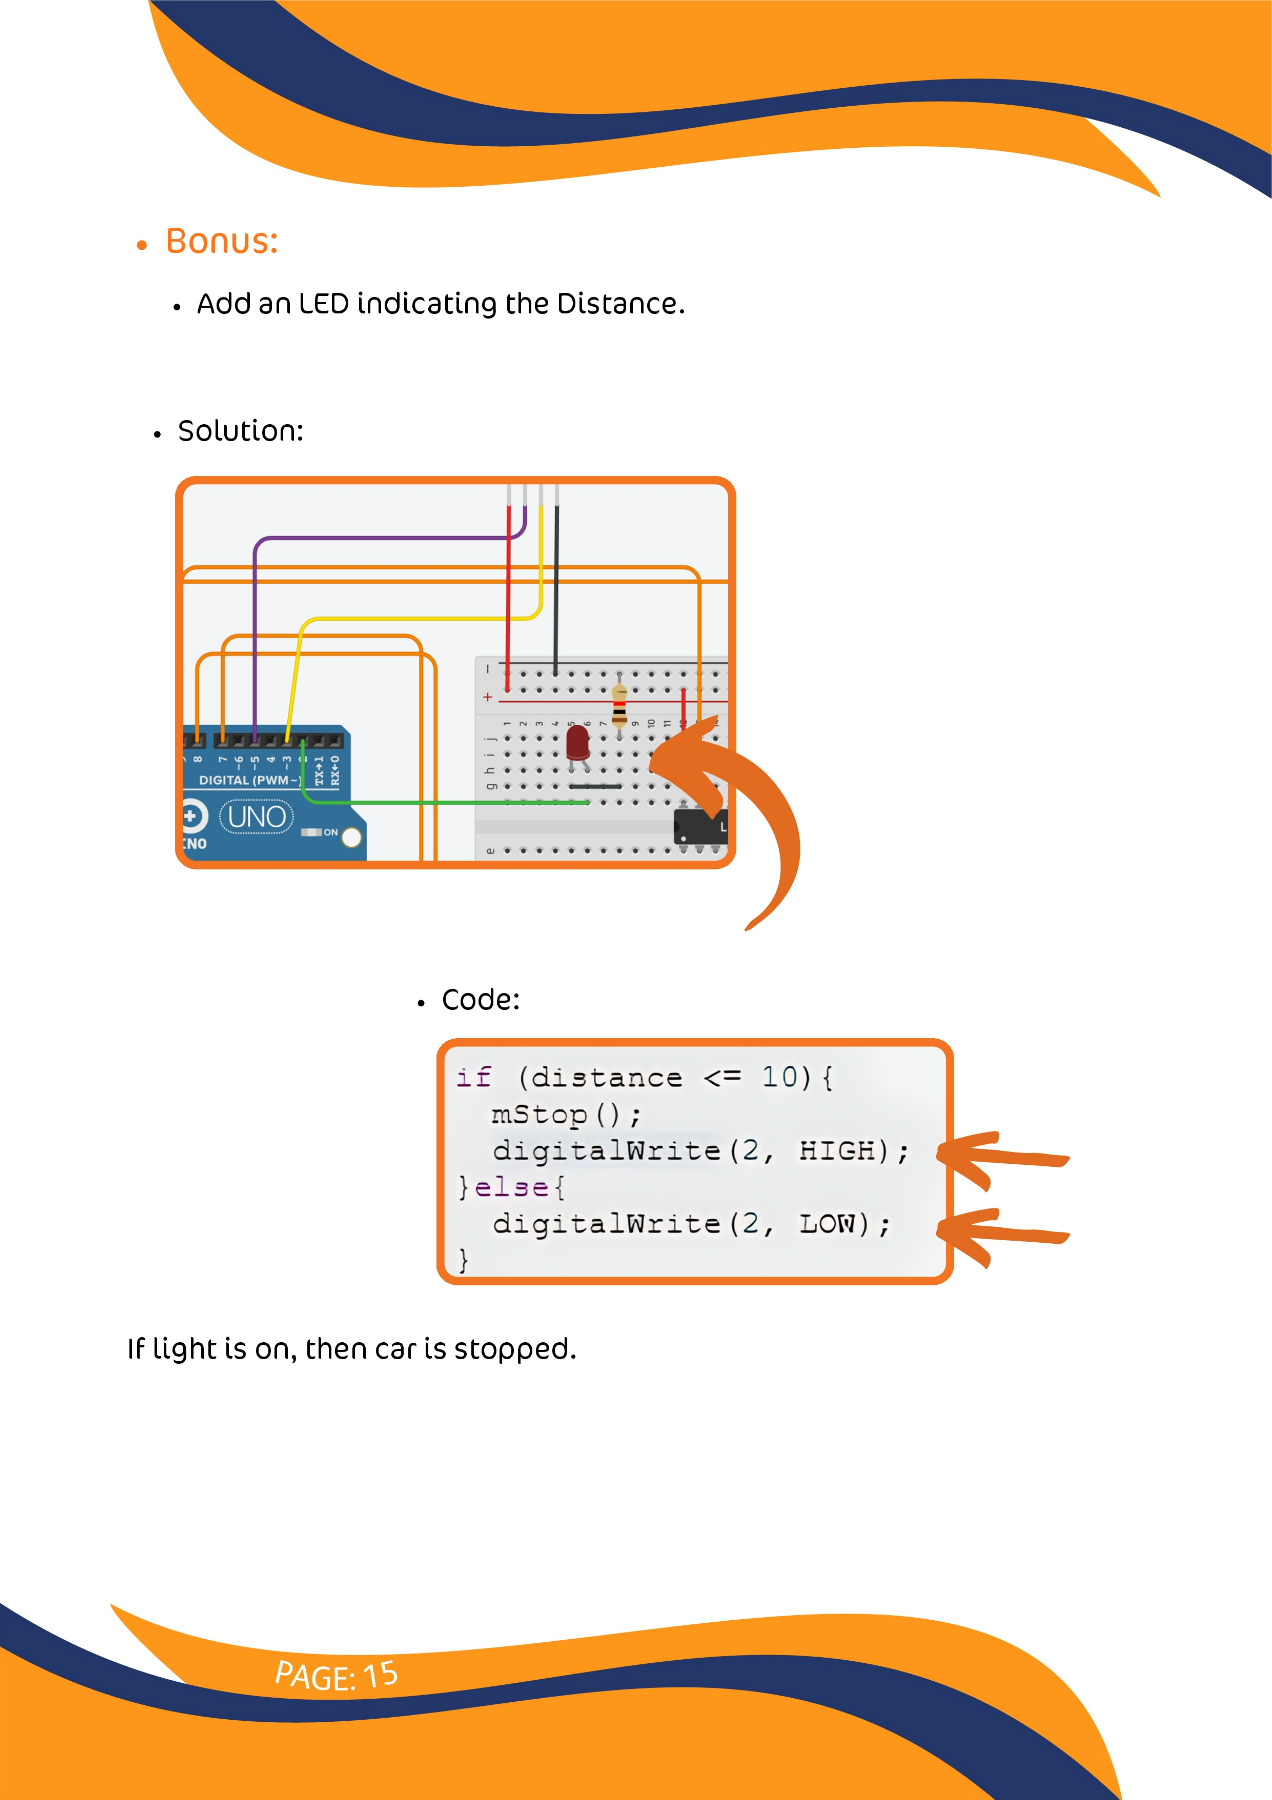 Bonus:
Add an LED indicating the Distance.
Solution:
8 7 ~6 ~5 4 ~3 2 TX→1 RX←0
DIGITAL (PWM ~)
UNO
ON
− +
1 2 3 4 5 6 7 9 10 11 12
j i h g
L
e
Code:
if (distance <= 10){
mStop();
digitalWrite(2, HIGH);
}else{
digitalWrite(2, LOW);
}
If light is on, then car is stopped.
PAGE: 15